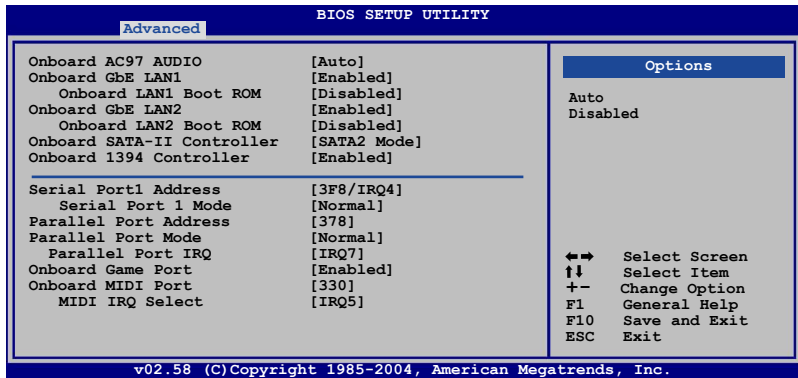 BIOS SETUP UTILITY
Advanced
Onboard AC97 AUDIO [Auto]
Onboard GbE LAN1 [Enabled]
Onboard LAN1 Boot ROM [Disabled]
Onboard GbE LAN2 [Enabled]
Onboard LAN2 Boot ROM [Disabled]
Onboard SATA-II Controller [SATA2 Mode]
Onboard 1394 Controller [Enabled]
Serial Port1 Address [3F8/IRQ4]
Serial Port 1 Mode [Normal]
Parallel Port Address [378]
Parallel Port Mode [Normal]
Parallel Port IRQ [IRQ7]
Onboard Game Port [Enabled]
Onboard MIDI Port [330]
MIDI IRQ Select [IRQ5]
Options
Auto
Disabled
←→ Select Screen
↑↓ Select Item
+- Change Option
F1 General Help
F10 Save and Exit
ESC Exit
v02.58 (C)Copyright 1985-2004, American Megatrends, Inc.